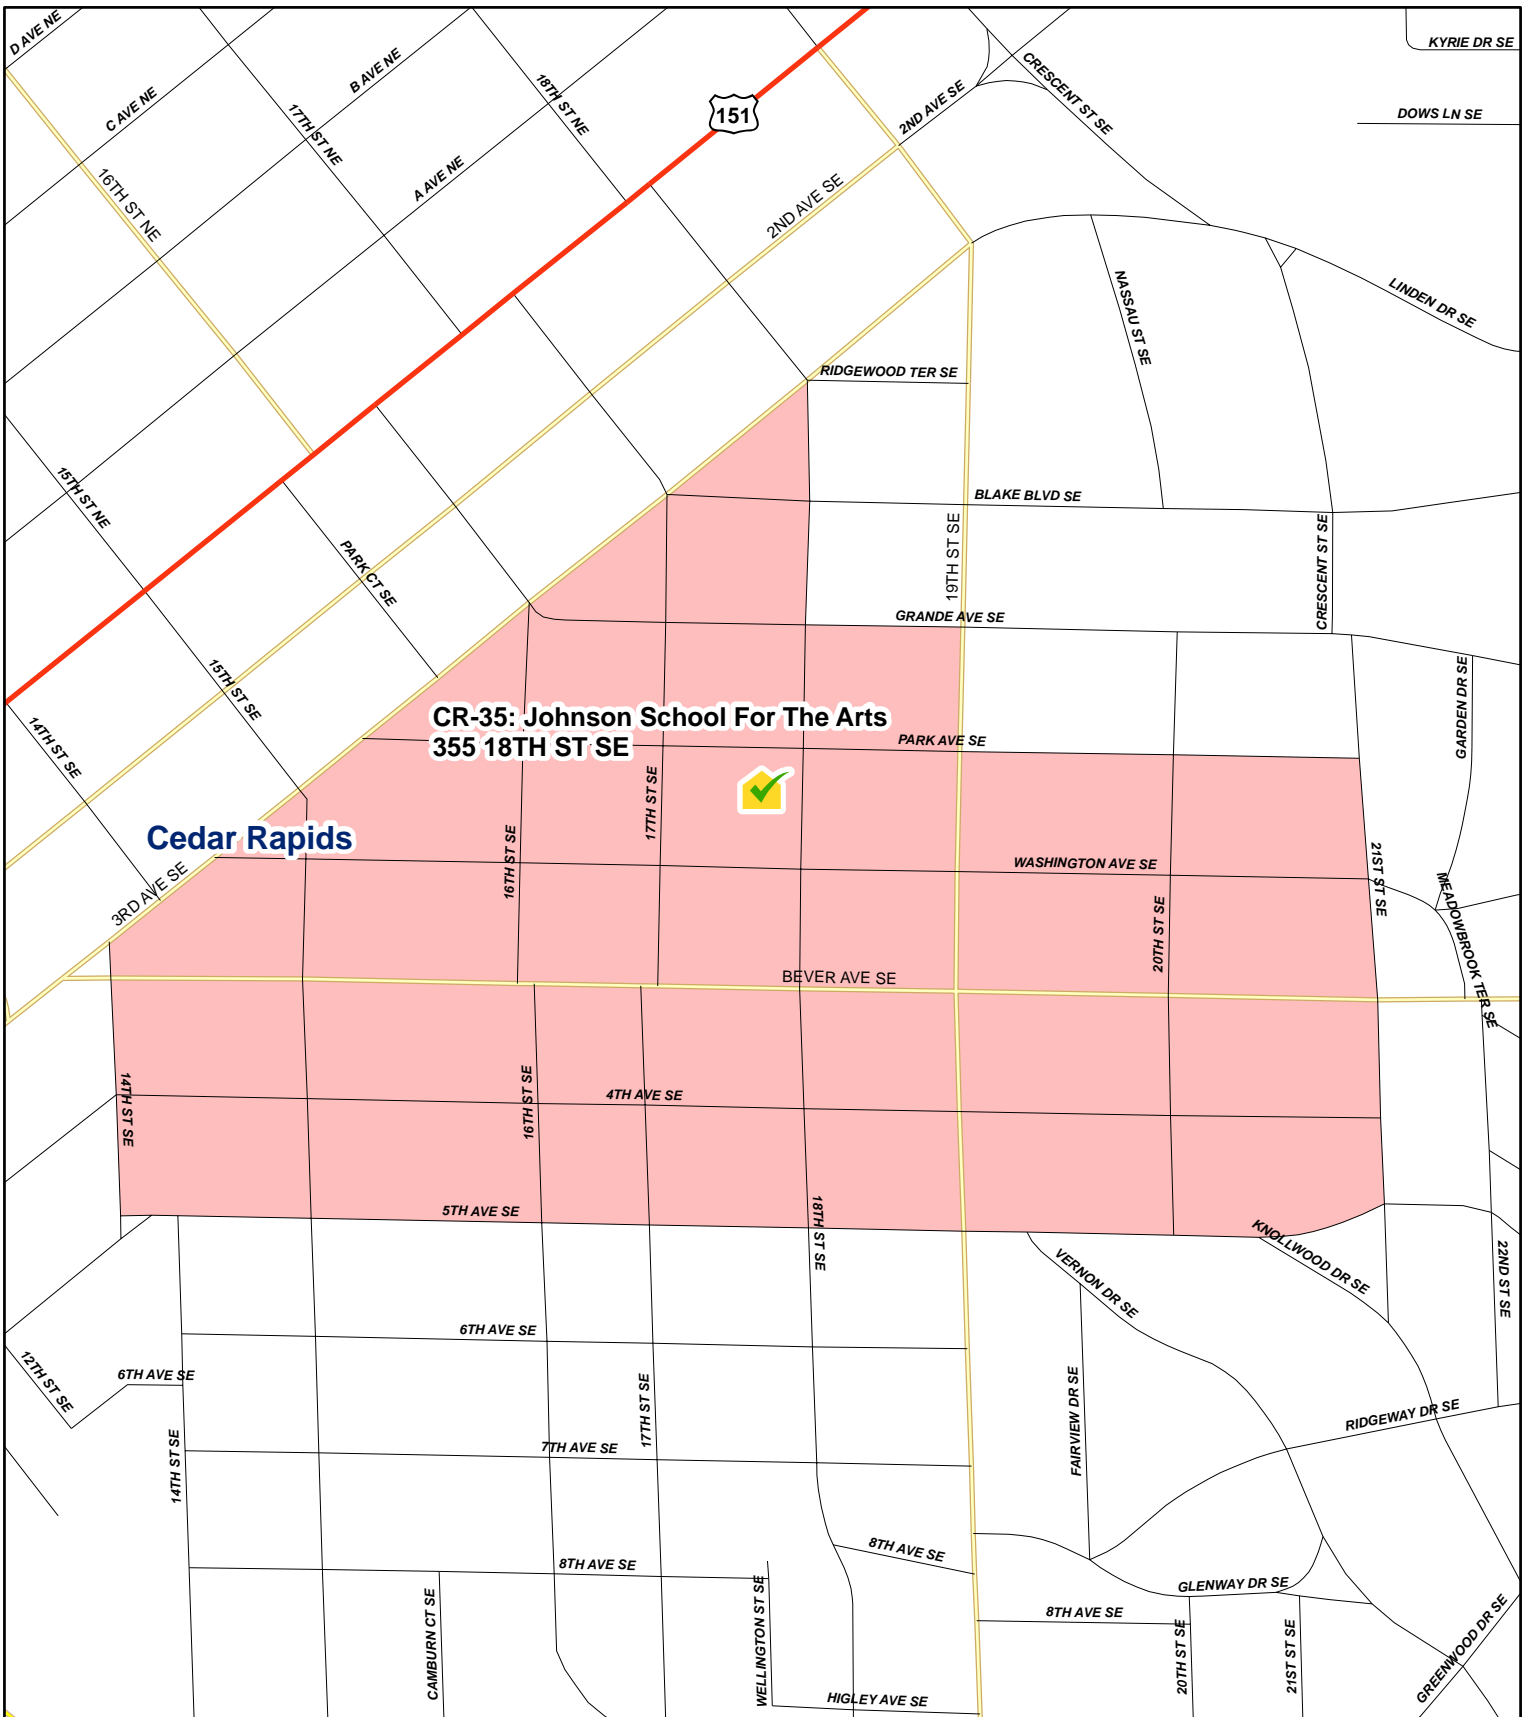 D AVE NE
C AVE NE
B AVE NE
17TH ST NE
18TH ST NE
16TH ST NE
A AVE NE
151
2ND AVE SE
CRESCENT ST SE
KYRIE DR SE
DOWS LN SE
2ND AVE SE
NASSAU ST SE
LINDEN DR SE
RIDGEWOOD TER SE
15TH ST NE
PARK CT SE
BLAKE BLVD SE
19TH ST SE
CRESCENT ST SE
GRANDE AVE SE
15TH ST SE
14TH ST SE
GARDEN DR SE
CR-35: Johnson School For The Arts
355 18TH ST SE
PARK AVE SE
17TH ST SE
Cedar Rapids
16TH ST SE
3RD AVE SE
WASHINGTON AVE SE
21ST ST SE
20TH ST SE
MEADOWBROOK TER SE
BEVER AVE SE
14TH ST SE
16TH ST SE
4TH AVE SE
5TH AVE SE
18TH ST SE
KNOLLWOOD DR SE
VERNON DR SE
22ND ST SE
6TH AVE SE
12TH ST SE
6TH AVE SE
17TH ST SE
FAIRVIEW DR SE
RIDGEWAY DR SE
14TH ST SE
7TH AVE SE
8TH AVE SE
8TH AVE SE
CAMBURN CT SE
WELLINGTON ST SE
GLENWAY DR SE
8TH AVE SE
20TH ST SE
21ST ST SE
GREENWOOD DR SE
HIGLEY AVE SE